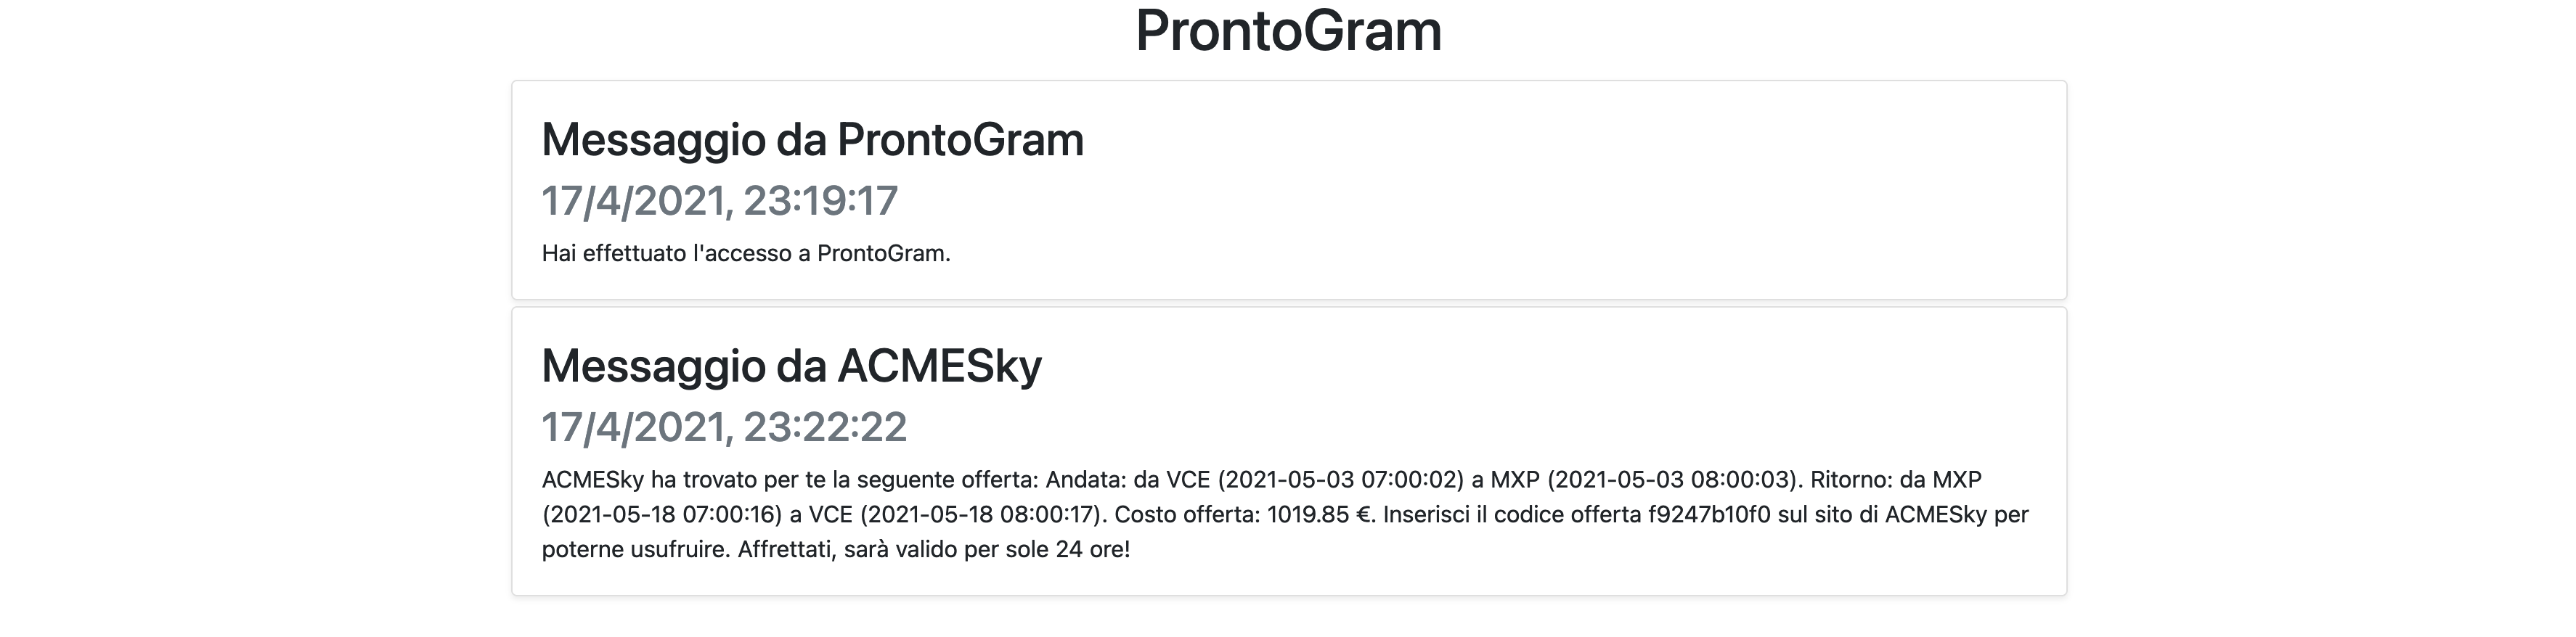 ProntoGram
Messaggio da ProntoGram
17/4/2021, 23:19:17
Hai effettuato l'accesso a ProntoGram.
Messaggio da ACMESky
17/4/2021, 23:22:22
ACMESky ha trovato per te la seguente offerta: Andata: da VCE (2021-05-03 07:00:02) a MXP (2021-05-03 08:00:03). Ritorno: da MXP
(2021-05-18 07:00:16) a VCE (2021-05-18 08:00:17). Costo offerta: 1019.85 €. Inserisci il codice offerta f9247b10f0 sul sito di ACMESky per
poterne usufruire. Affrettati, sarà valido per sole 24 ore!